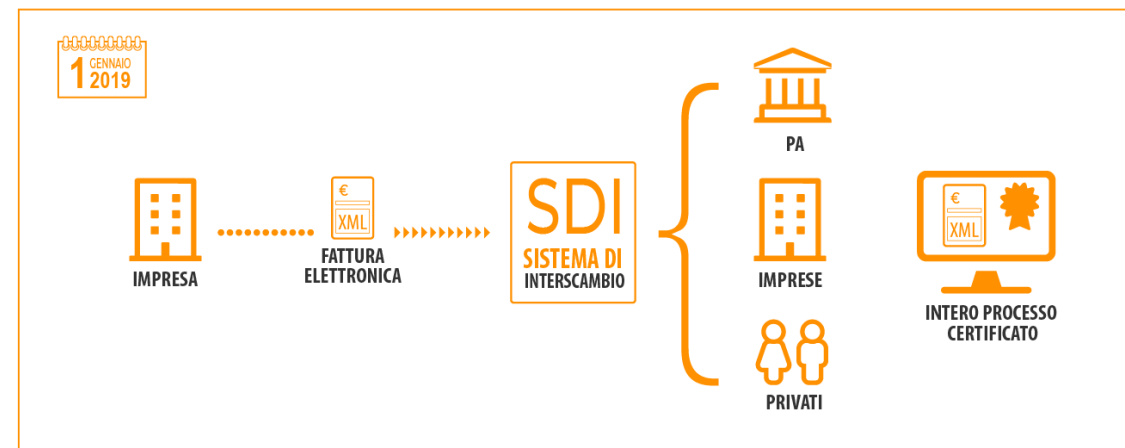 1 GENNAIO
2019
IMPRESA
€
XML
FATTURA
ELETTRONICA
SDI
SISTEMA DI
INTERSCAMBIO
PA
IMPRESE
PRIVATI
€
XML
INTERO PROCESSO
CERTIFICATO